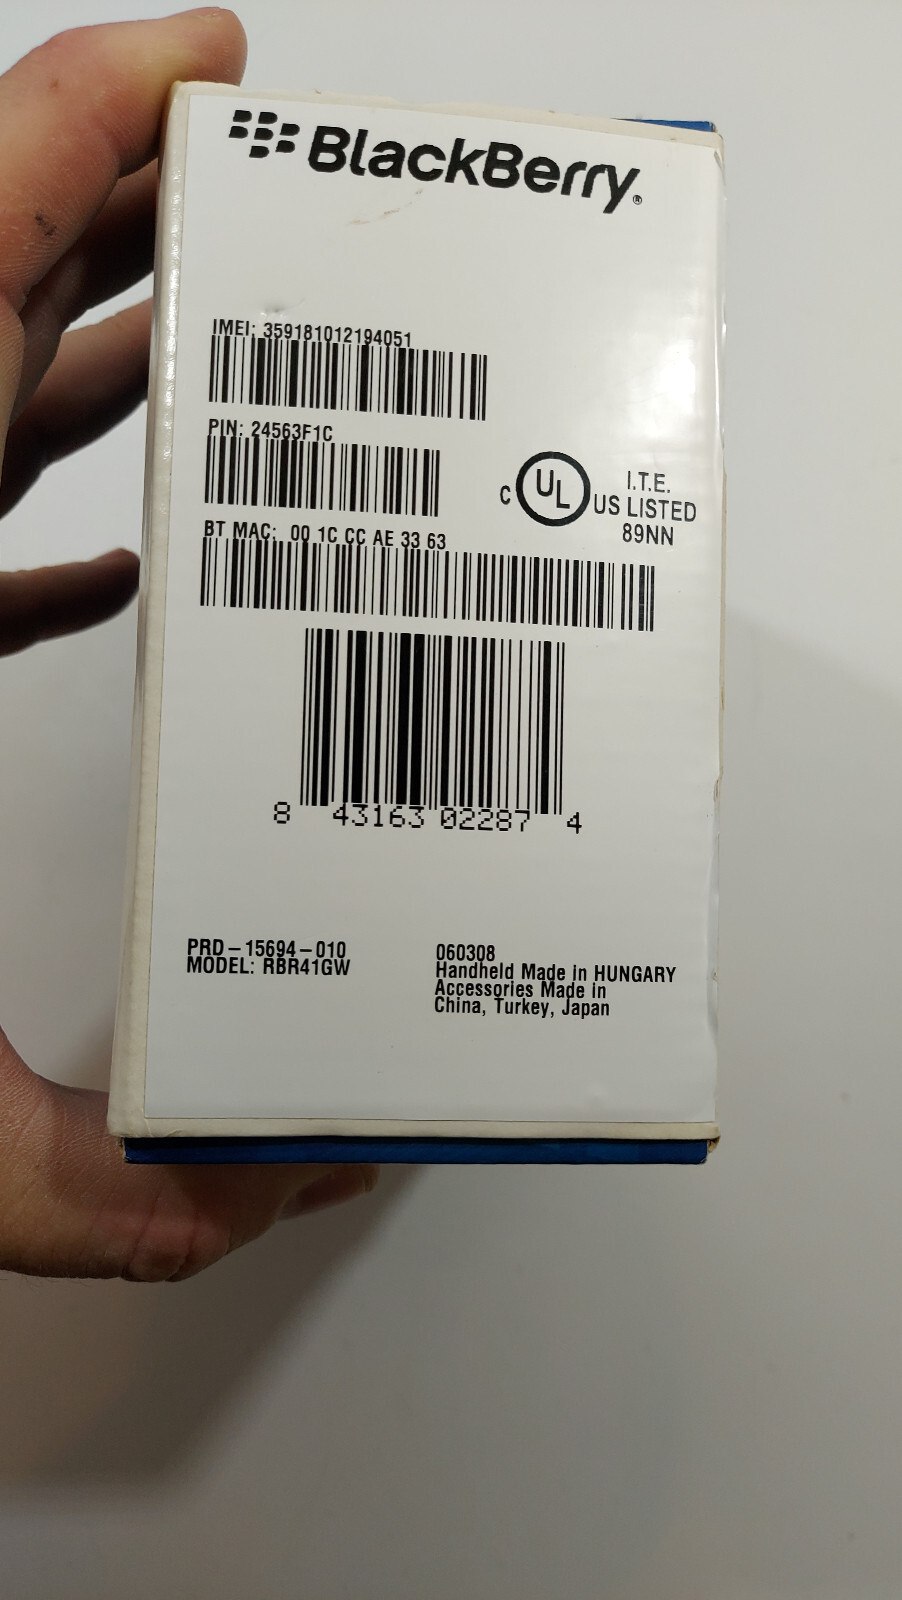 BlackBerry®
IMEI: 359181012194051
PIN: 24563F1C
BT MAC: 00 1C CC AE 33 63
C UL US LISTED
I.T.E.
89NN
8 43163 02287 4
PRD-15694-010
MODEL: RBR41GW
060308
Handheld Made in HUNGARY
Accessories Made in
China, Turkey, Japan